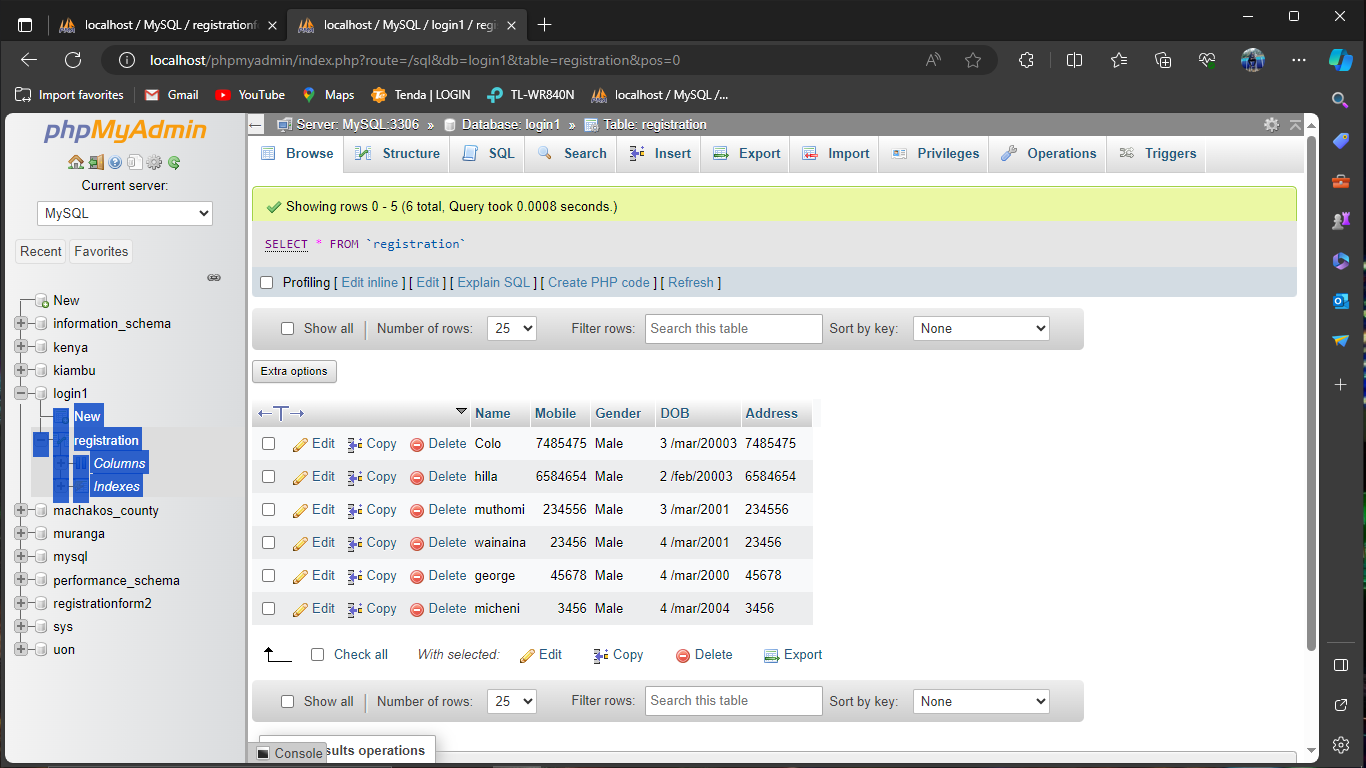 localhost / MySQL / registrationf
localhost / MySQL / login1 / regi
localhost/phpmyadmin/index.php?route=/sql&db=login1&table=registration&pos=0
Import favorites Gmail YouTube Maps Tenda | LOGIN TL-WR840N localhost / MySQL /...
phpMyAdmin
Current server:
MySQL
Recent Favorites
New
information_schema
kenya
kiambu
login1
New
registration
Columns
Indexes
machakos_county
muranga
mysql
performance_schema
registrationform2
sys
uon
Server: MySQL:3306 » Database: login1 » Table: registration
Browse Structure SQL Search Insert Export Import Privileges Operations Triggers
Showing rows 0 - 5 (6 total, Query took 0.0008 seconds.)
SELECT * FROM `registration`
Profiling [ Edit inline ] [ Edit ] [ Explain SQL ] [ Create PHP code ] [ Refresh ]
Show all | Number of rows: 25 Filter rows: Search this table Sort by key: None
Extra options
←T→ Name Mobile Gender DOB Address
Edit Copy Delete Colo 7485475 Male 3 /mar/20003 7485475
Edit Copy Delete hilla 6584654 Male 2 /feb/20003 6584654
Edit Copy Delete muthomi 234556 Male 3 /mar/2001 234556
Edit Copy Delete wainaina 23456 Male 4 /mar/2001 23456
Edit Copy Delete george 45678 Male 4 /mar/2000 45678
Edit Copy Delete micheni 3456 Male 4 /mar/2004 3456
Check all With selected: Edit Copy Delete Export
Show all | Number of rows: 25 Filter rows: Search this table Sort by key: None
Console sults operations